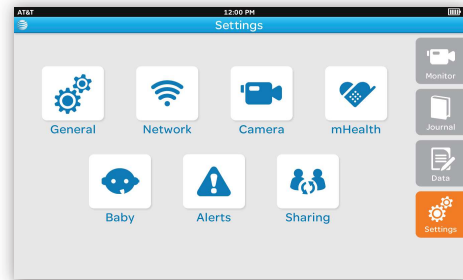 AT&T 12:00 PM
Settings
Monitor
General Network Camera mHealth
Journal
Data
Baby Alerts Sharing
Settings